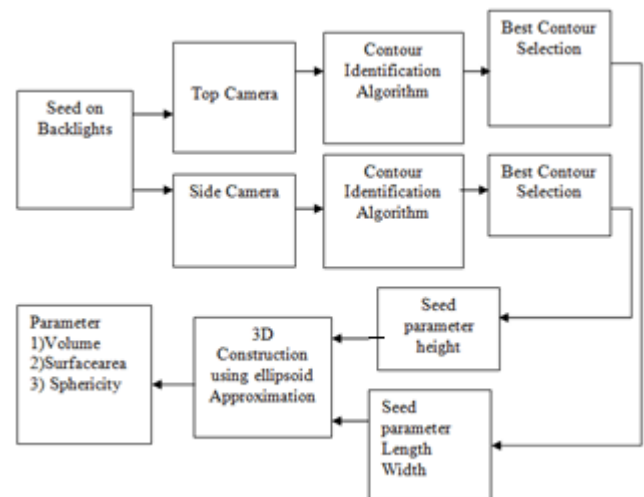 Seed on
Backlights
Top Camera
Contour
Identification
Algorithm
Best Contour
Selection
Side Camera
Contour
Identification
Algorithm
Best Contour
Selection
Seed
parameter
height
Seed
parameter
Length
Width
3D
Construction
using ellipsoid
Approximation
Parameter
1)Volume
2)Surfacearea
3) Sphericity